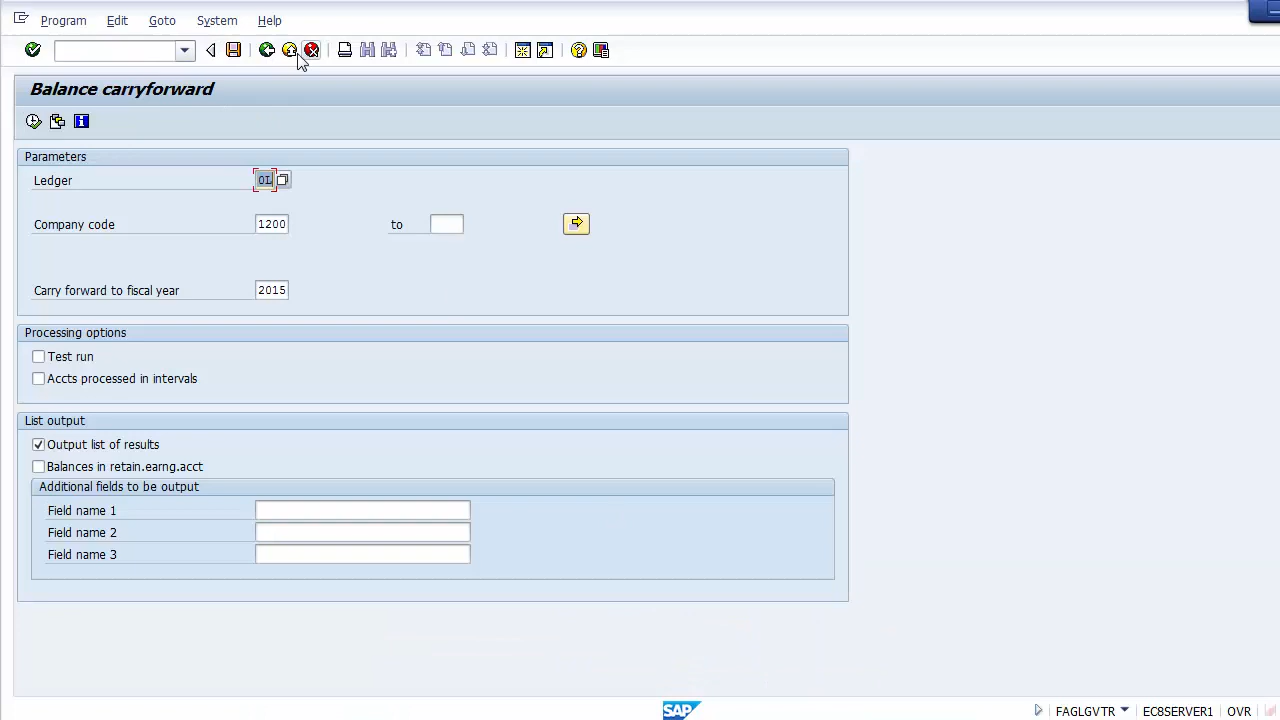 Program Edit Goto System Help
Balance carryforward
Parameters
Ledger 0L
Company code 1200 to
Carry forward to fiscal year 2015
Processing options
Test run
Accts processed in intervals
List output
Output list of results
Balances in retain.earng.acct
Additional fields to be output
Field name 1
Field name 2
Field name 3
SAP FAGLGVTR EC8SERVER1 OVR